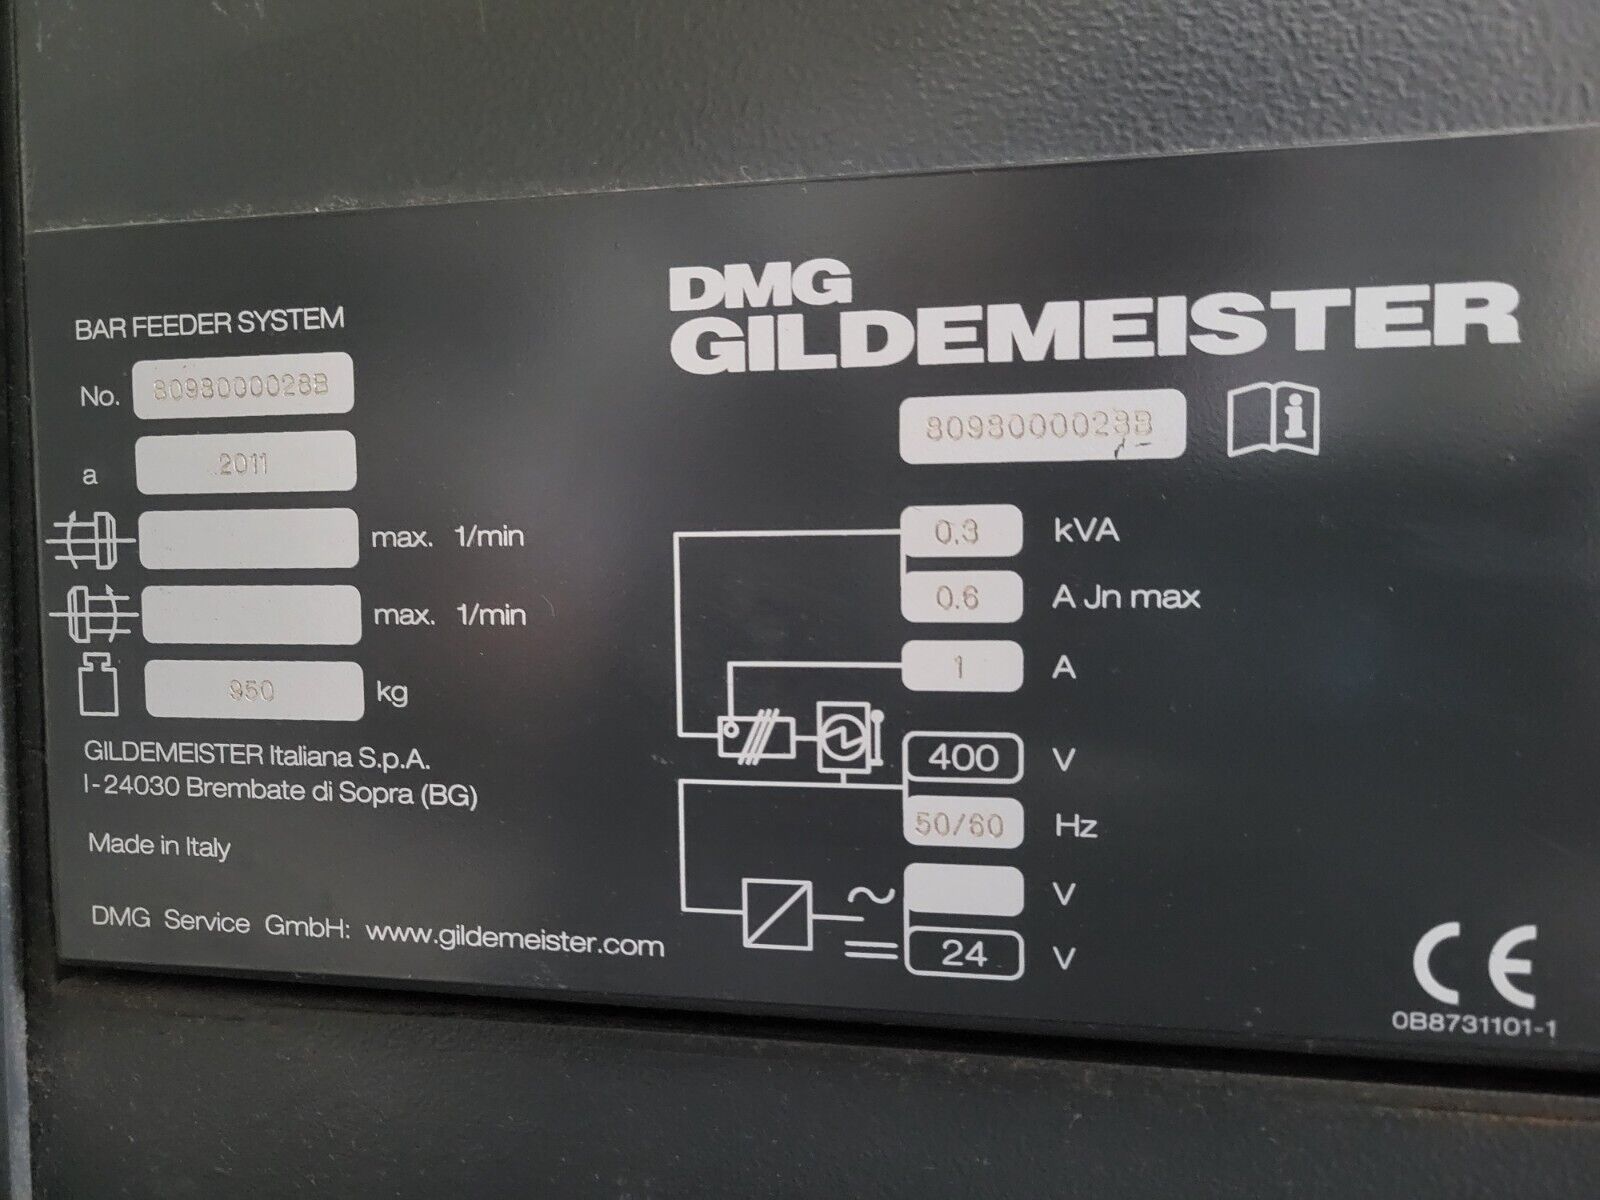 BAR FEEDER SYSTEM
No. 8098000028B
a 2011
max. 1/min
max. 1/min
950 kg
GILDEMEISTER Italiana S.p.A.
I-24030 Brembate di Sopra (BG)
Made in Italy
DMG Service GmbH: www.gildemeister.com
DMG
GILDEMEISTER
8098000028B
i
0.3 kVA
0.6 A Jn max
1 A
400 V
50/60 Hz
~ V
24 V
CE
0B8731101-1